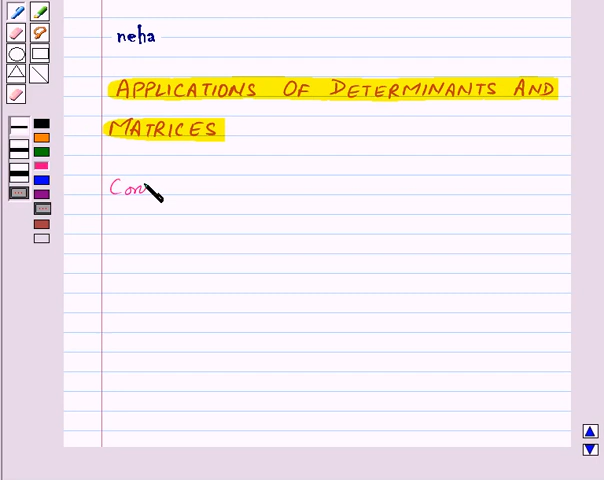 neha
APPLICATIONS OF DETERMINANTS AND
MATRICES
Con